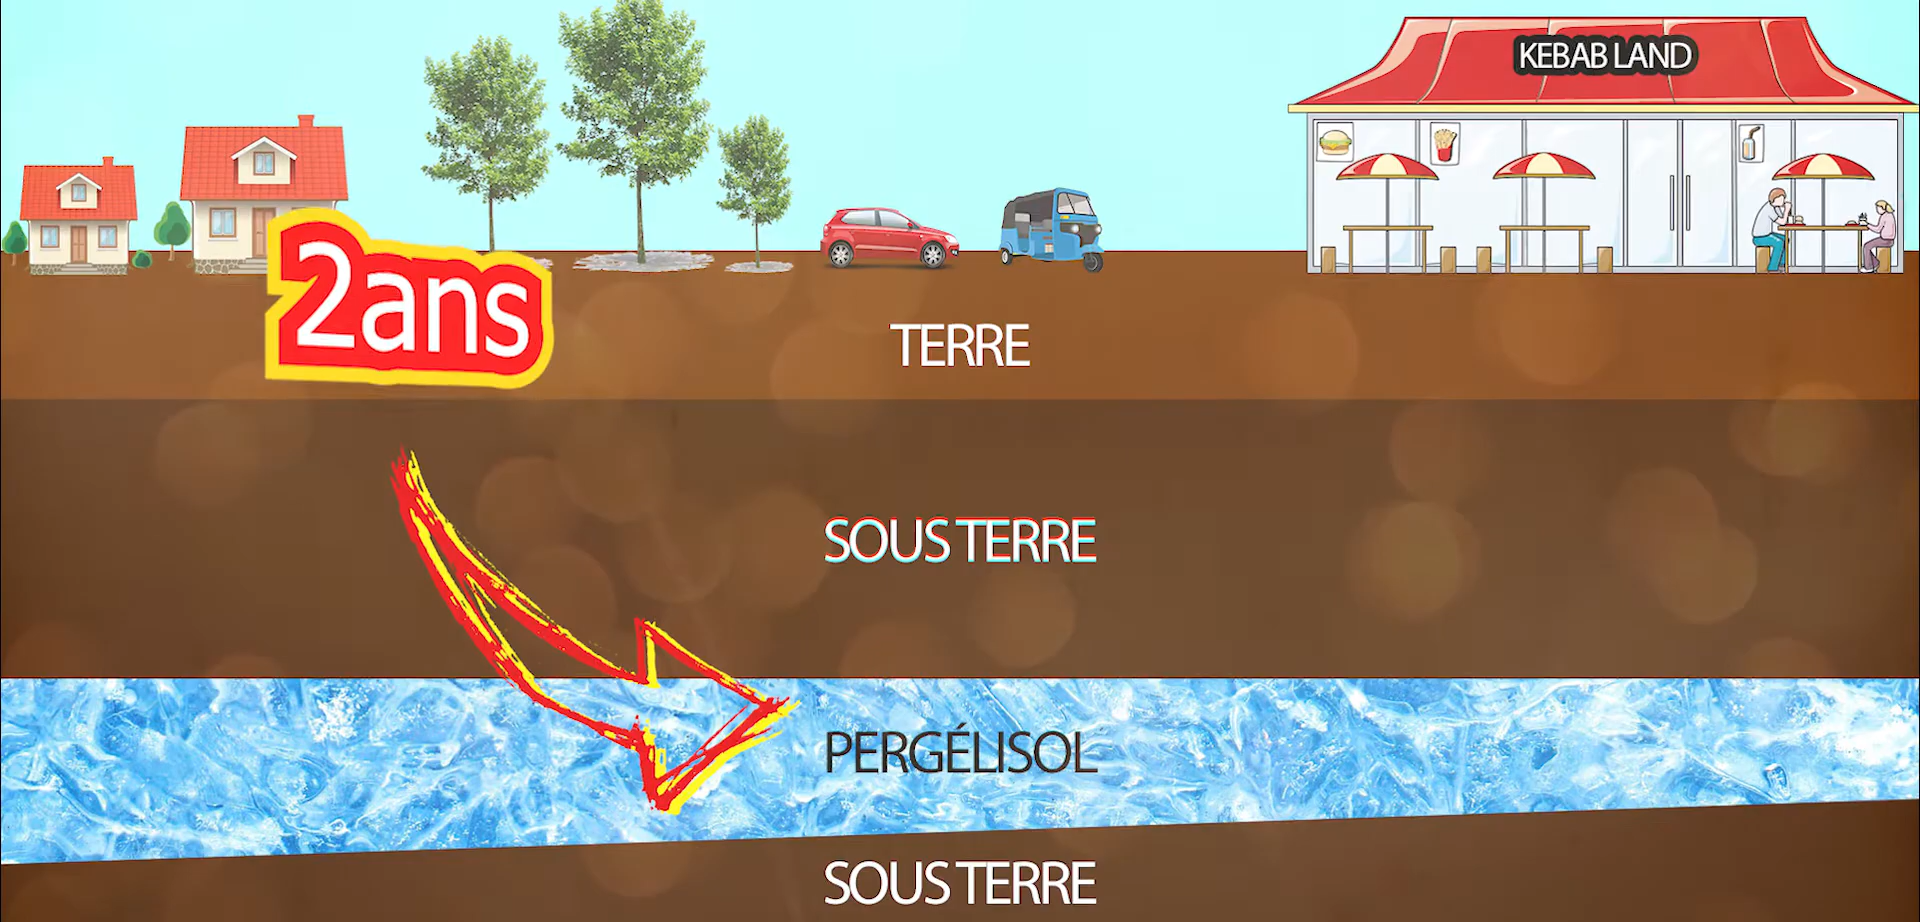 KEBAB LAND
2ans
TERRE
SOUS TERRE
PERGÉLISOL
SOUS TERRE